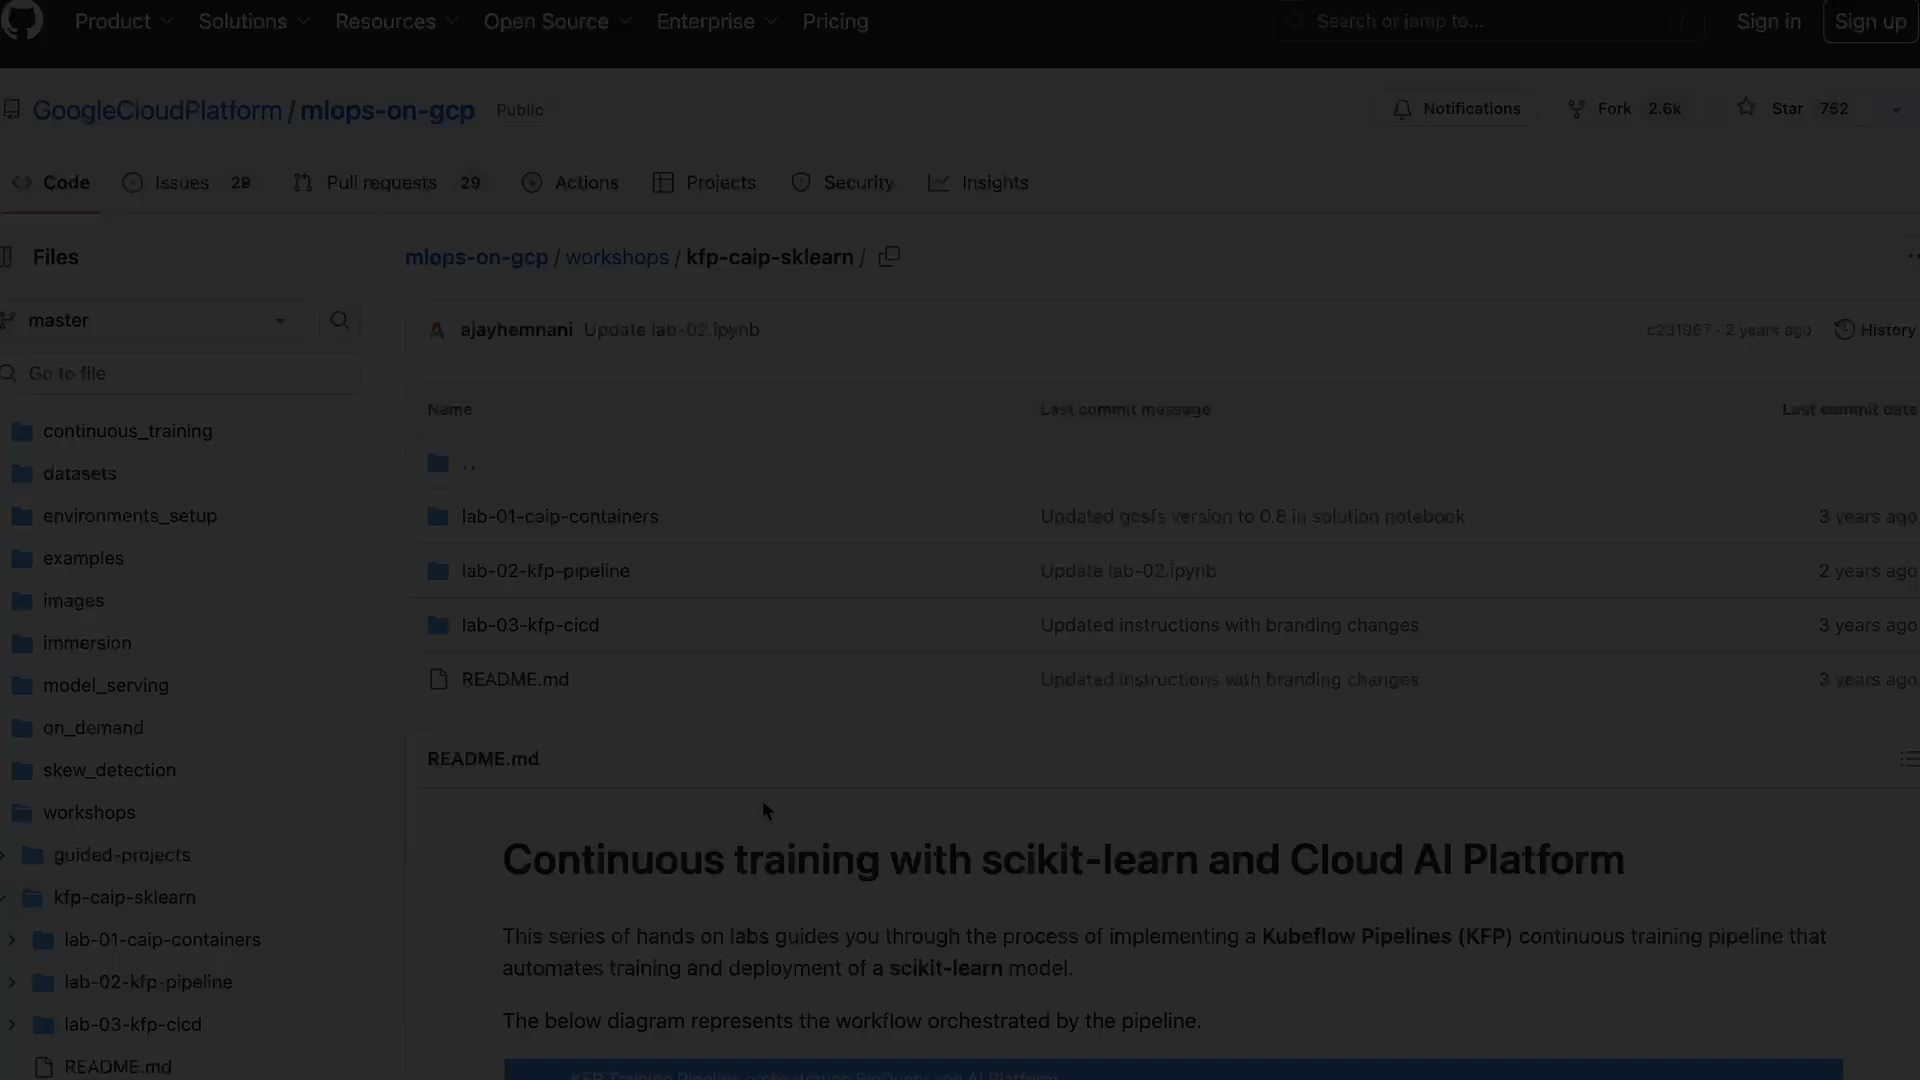 Product Solutions Resources Open Source Enterprise Pricing Search or jump to... / Sign in Sign up
GoogleCloudPlatform / mlops-on-gcp Public Notifications Fork 2.6k Star 752
Code Issues 28 Pull requests 29 Actions Projects Security Insights
Files
mlops-on-gcp / workshops / kfp-caip-sklearn /
master
ajayhemnani Update lab-02.ipynb c231967 · 2 years ago History
Go to file
Name Last commit message Last commit date
continuous_training
..
datasets
environments_setup
lab-01-caip-containers Updated gcsfs version to 0.8 in solution notebook 3 years ago
examples
lab-02-kfp-pipeline Update lab-02.ipynb 2 years ago
images
lab-03-kfp-cicd Updated instructions with branding changes 3 years ago
immersion
model_serving
README.md Updated instructions with branding changes 3 years ago
on_demand
README.md
skew_detection
workshops
guided-projects
Continuous training with scikit-learn and Cloud AI Platform
kfp-caip-sklearn
lab-01-caip-containers
This series of hands on labs guides you through the process of implementing a Kubeflow Pipelines (KFP) continuous training pipeline that
automates training and deployment of a scikit-learn model.
lab-02-kfp-pipeline
lab-03-kfp-cicd
The below diagram represents the workflow orchestrated by the pipeline.
README.md
KFP Training Pipeline orchestrating BigQuery and AI Platform